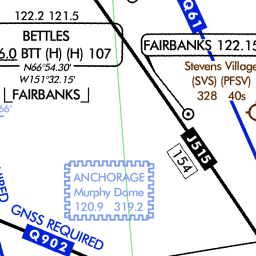 122.2 121.5
BETTLES
6.0 BTT (H) (H) 107
N66°54.30'
W151°32.15'
FAIRBANKS
Q61
FAIRBANKS 122.15
Stevens Village
(SVS) (PFSV)
328 40s
J515
154
ANCHORAGE
Murphy Dome
120.9 319.2
GNSS REQUIRED
Q902